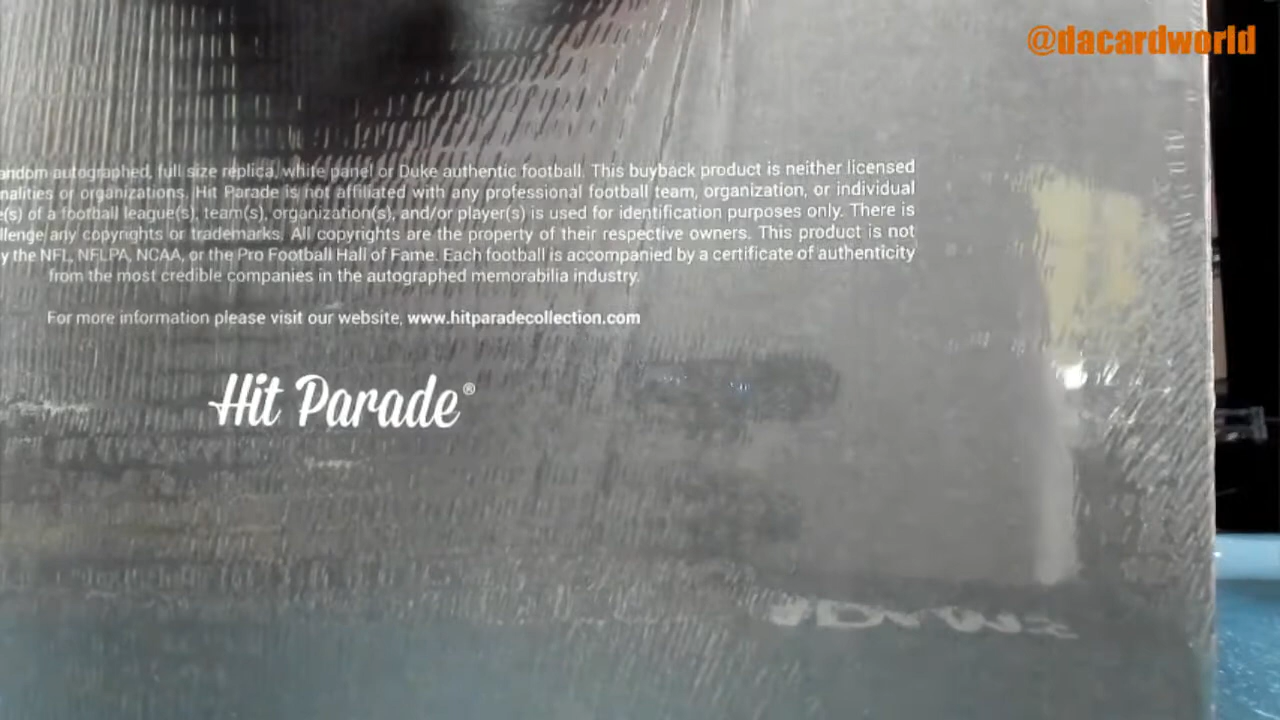 @dacardworld
andom autographed, full size replica, white panel or Duke authentic football. This buyback product is neither licensed
nalities or organizations. Hit Parade is not affiliated with any professional football team, organization, or individual
e(s) of a football league(s), team(s), organization(s), and/or player(s) is used for identification purposes only. There is
llenge any copyrights or trademarks. All copyrights are the property of their respective owners. This product is not
y the NFL, NFLPA, NCAA, or the Pro Football Hall of Fame. Each football is accompanied by a certificate of authenticity
from the most credible companies in the autographed memorabilia industry.
For more information please visit our website, www.hitparadecollection.com
Hit Parade®